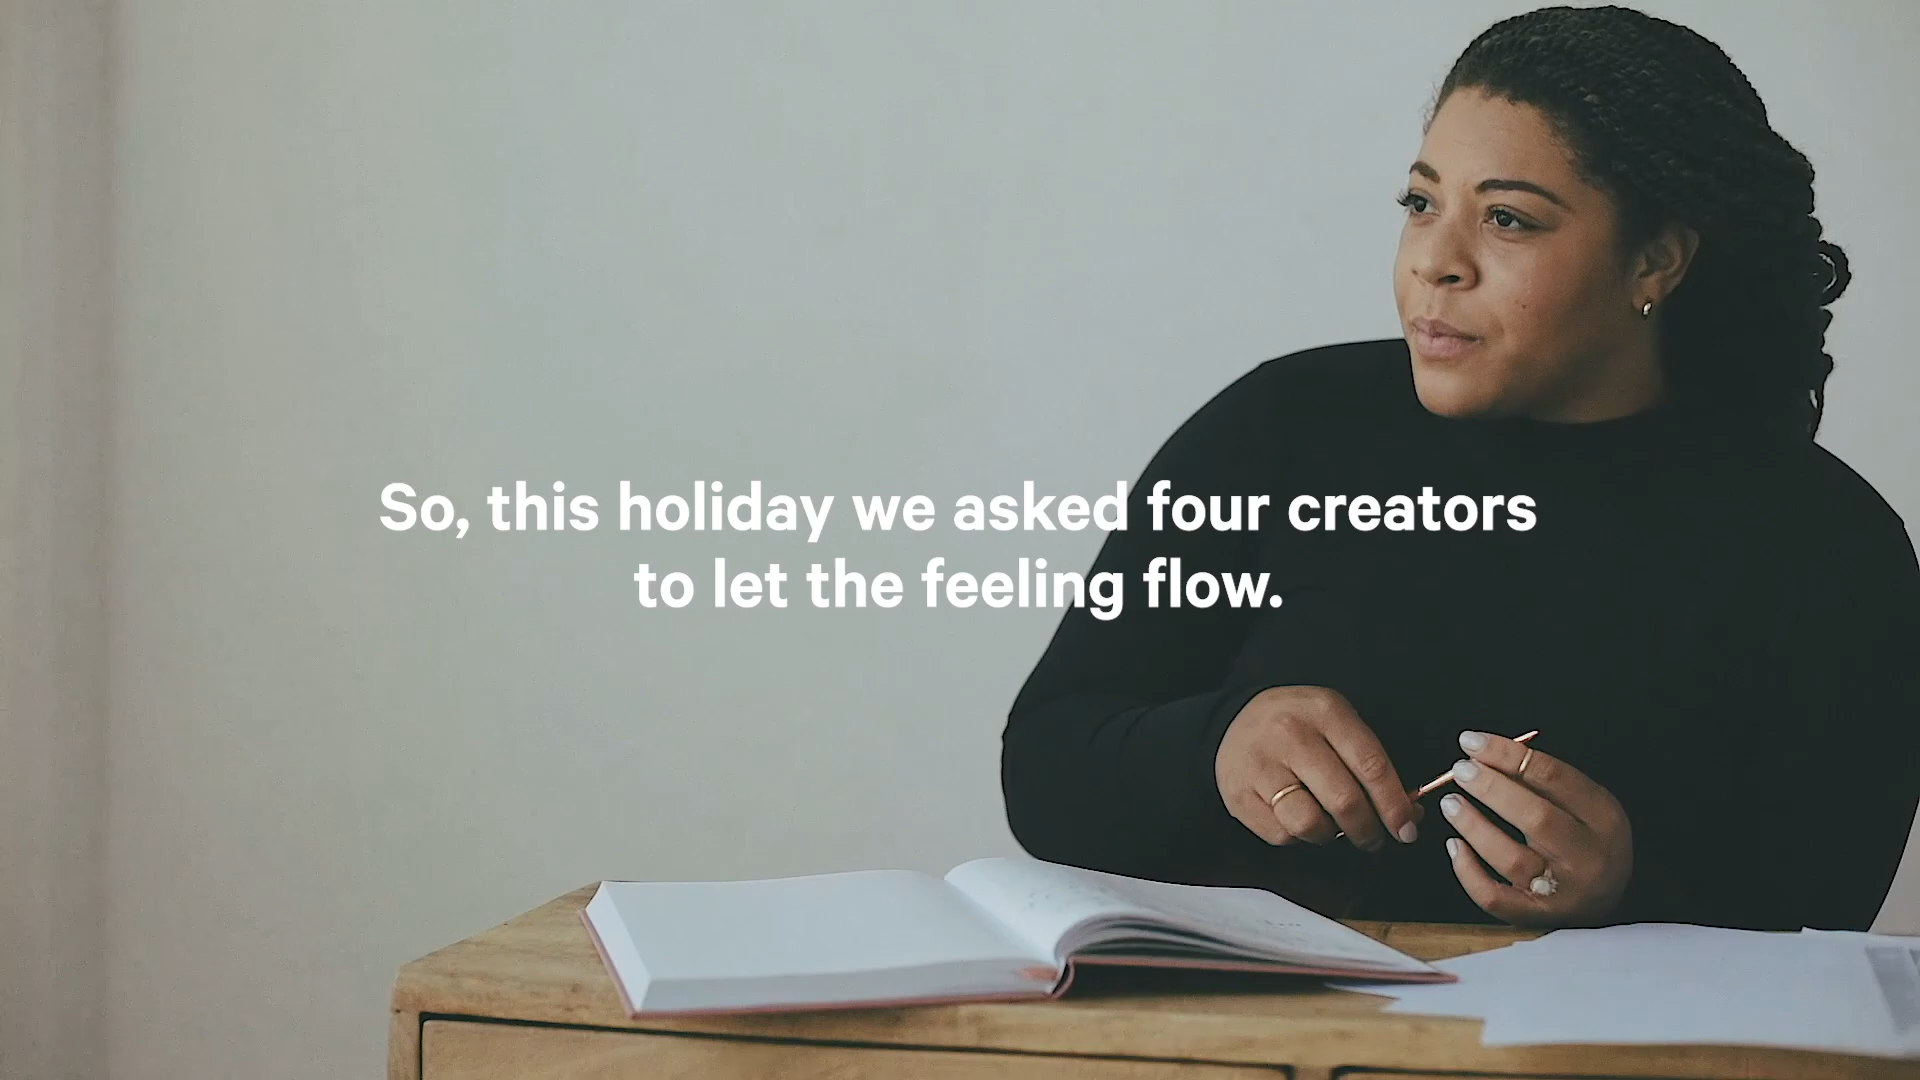 So, this holiday we asked four creators
to let the feeling flow.